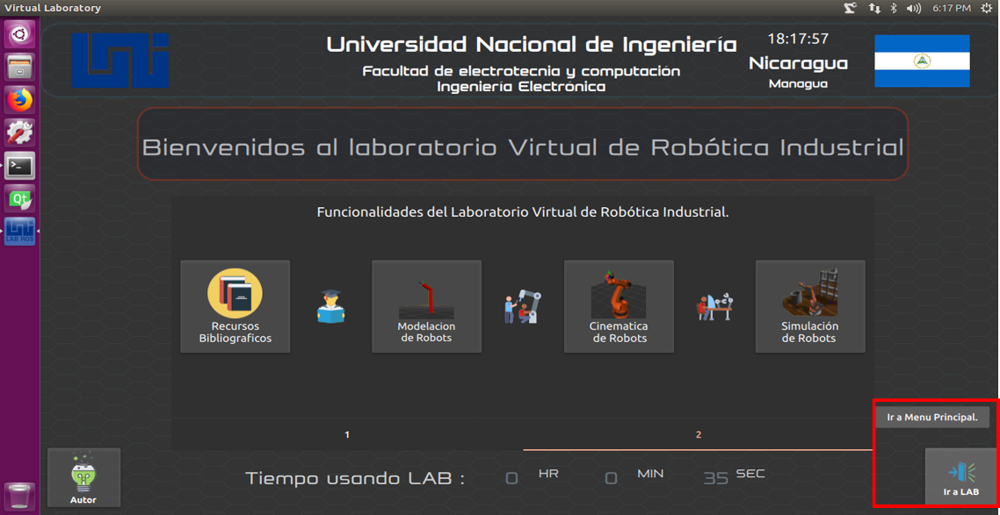 Virtual Laboratory
6:17 PM
Universidad Nacional de Ingeniería
Facultad de electrotecnia y computación
Ingeniería Electrónica
18:17:57
Nicaragua
Managua
Bienvenidos al laboratorio Virtual de Robótica Industrial
Qt
LAB ROS
Funcionalidades del Laboratorio Virtual de Robótica Industrial.
Recursos
Bibliograficos
Modelacion
de Robots
Cinematica
de Robots
Simulación
de Robots
1
2
Ir a Menu Principal.
Autor
Tiempo usando LAB : 0 HR 0 MIN 35 SEC
Ir a LAB